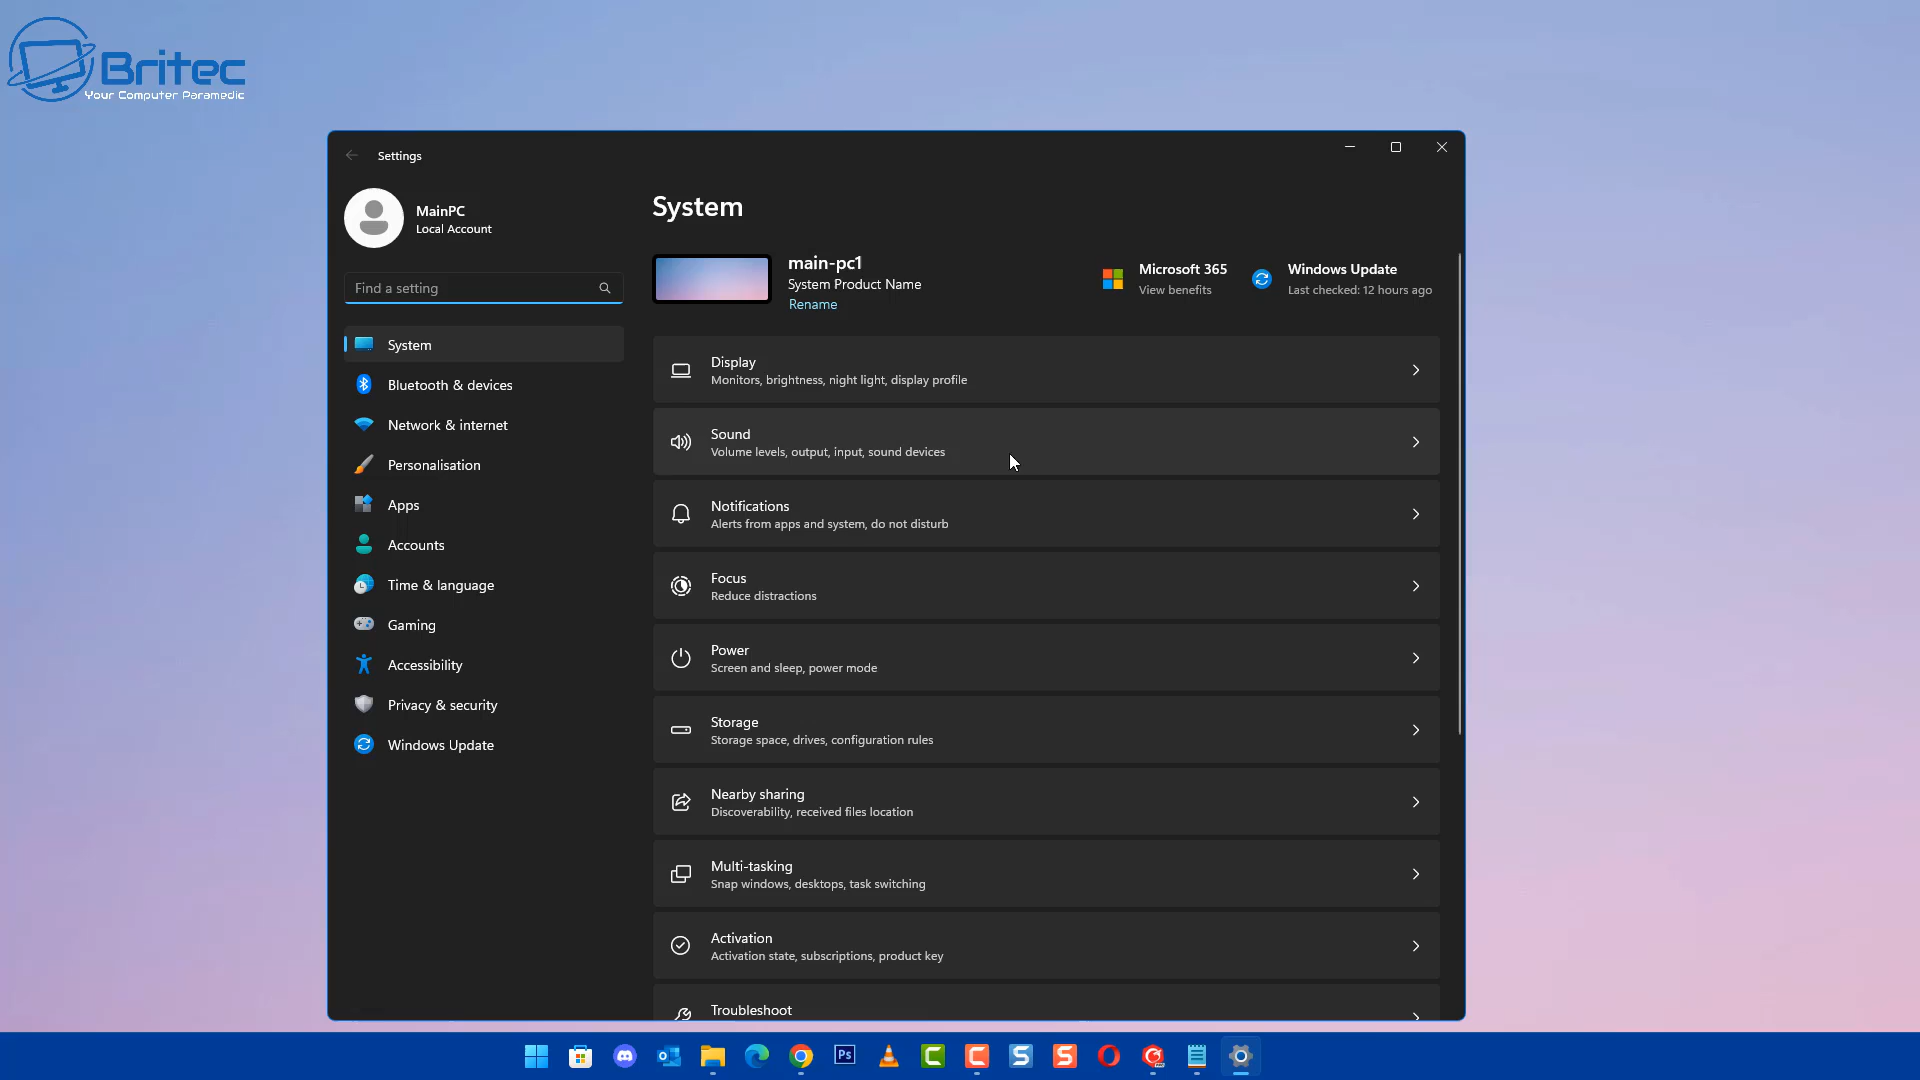 Britec
Your Computer Paramedic
Settings
MainPC
Local Account
Find a setting
System
Bluetooth & devices
Network & internet
Personalisation
Apps
Accounts
Time & language
Gaming
Accessibility
Privacy & security
Windows Update
System
main-pc1
System Product Name
Rename
Microsoft 365
View benefits
Windows Update
Last checked: 12 hours ago
Display
Monitors, brightness, night light, display profile
Sound
Volume levels, output, input, sound devices
Notifications
Alerts from apps and system, do not disturb
Focus
Reduce distractions
Power
Screen and sleep, power mode
Storage
Storage space, drives, configuration rules
Nearby sharing
Discoverability, received files location
Multi-tasking
Snap windows, desktops, task switching
Activation
Activation state, subscriptions, product key
Troubleshoot
Ps